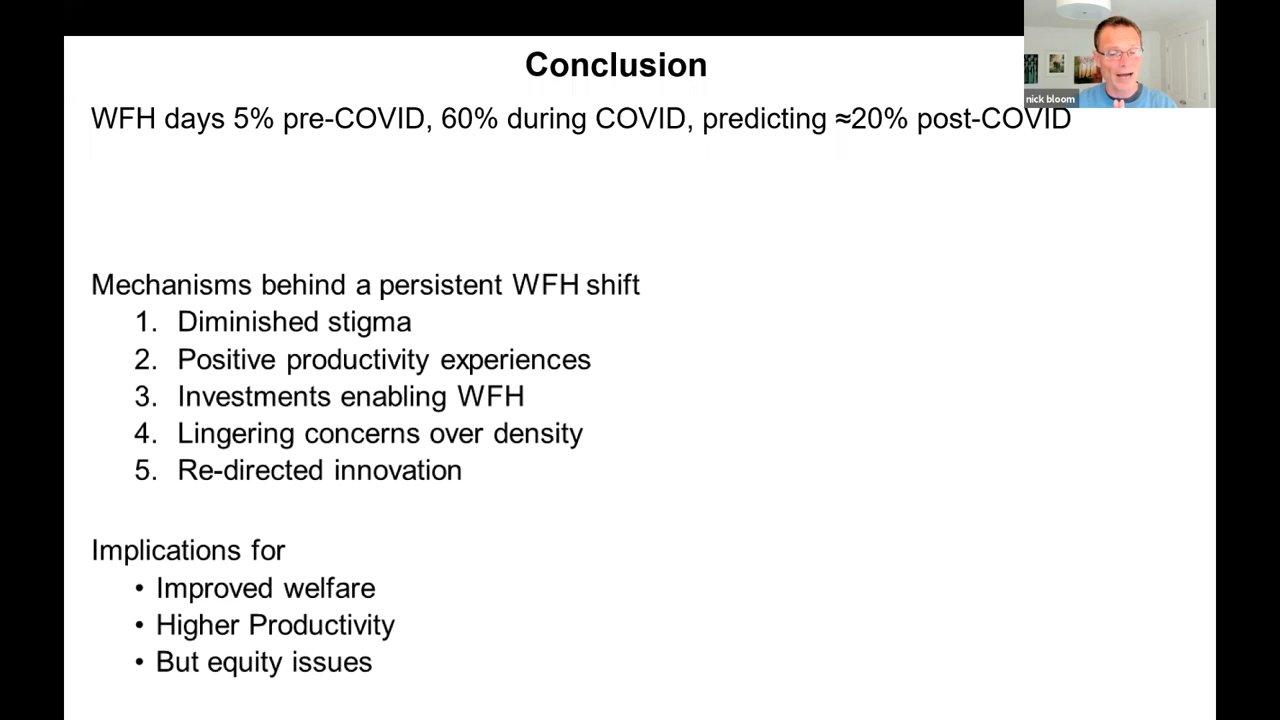 Conclusion
nick bloom
WFH days 5% pre-COVID, 60% during COVID, predicting ≈20% post-COVID
Mechanisms behind a persistent WFH shift
1. Diminished stigma
2. Positive productivity experiences
3. Investments enabling WFH
4. Lingering concerns over density
5. Re-directed innovation
Implications for
• Improved welfare
• Higher Productivity
• But equity issues